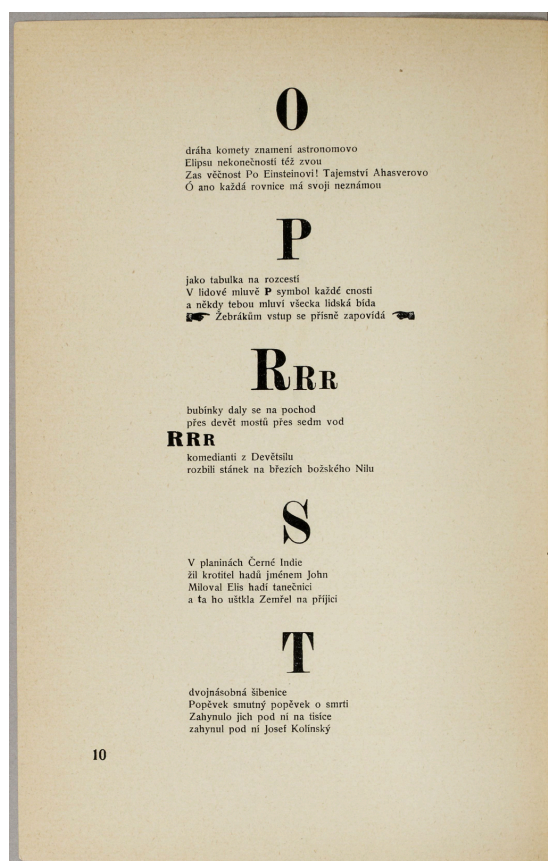 O
dráha komety znamení astronomovo
Elipsu nekonečností též zvou
Zas věčnost Po Einsteinovi! Tajemství Ahasverovo
Ó ano každá rovnice má svoji neznámou
P
jako tabulka na rozcestí
V lidové mluvě P symbol každé cnosti
a někdy tebou mluví všecka lidská bída
Žebrákům vstup se přísně zapovídá
RRR
bubínky daly se na pochod
přes devět mostů přes sedm vod
RRR
komedianti z Devětsilu
rozbili stánek na březích božského Nilu
S
V planinách Černé Indie
žil krotitel hadů jménem John
Miloval Elis hadí tanečnici
a ta ho uštkla Zemřel na příjici
T
dvojnásobná šibenice
Popěvek smutný popěvek o smrti
Zahynulo jich pod ní na tisíce
zahynul pod ní Josef Kolínský
10